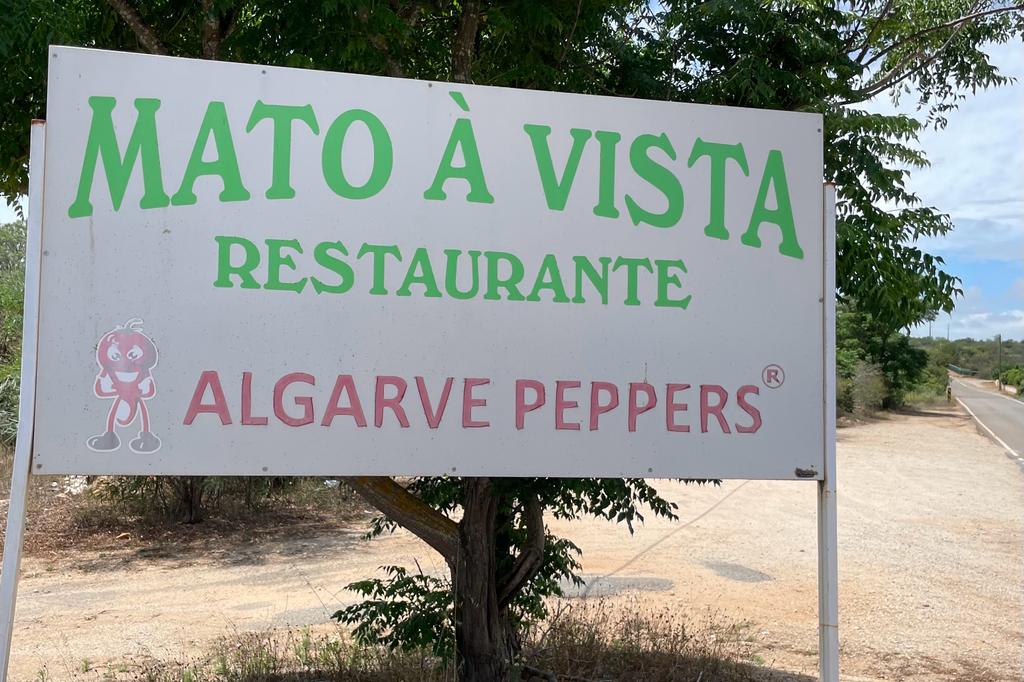 MATO À VISTA
RESTAURANTE
ALGARVE PEPPERS®